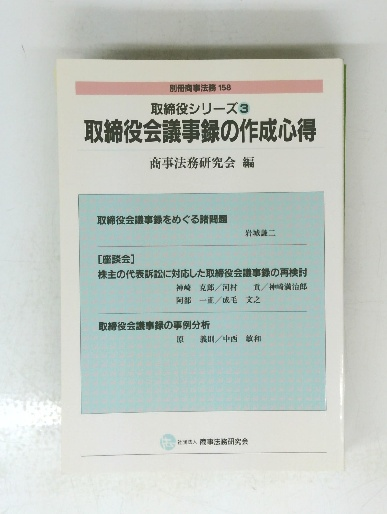 別冊商事法務 158
取締役シリーズ3
取締役会議事録の作成心得
商事法務研究会 編
取締役会議事録をめぐる諸問題
岩城謙二
[座談会]
株主の代表訴訟に対応した取締役会議事録の再検討
神崎 克郎/河村 貢/神崎満治郎
阿部 一正/成毛 文之
取締役会議事録の事例分析
原 義則/中西 敏和
社団法人 商事法務研究会